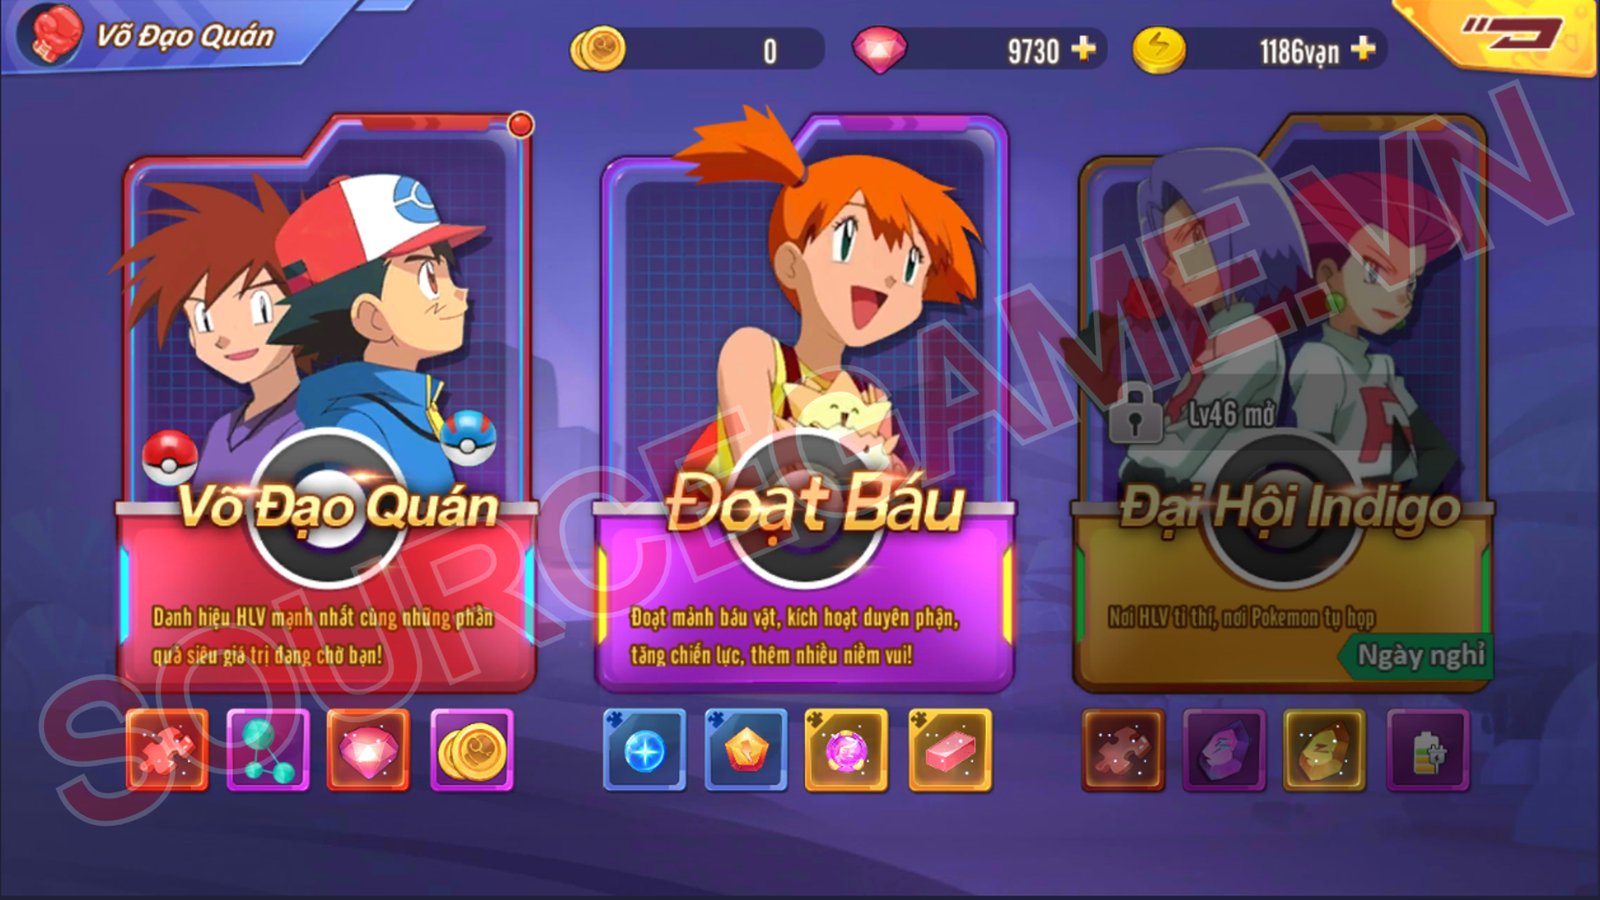 Võ Đạo Quán
0
9730
1186vạn
Lv46 mở
Võ Đạo Quán
Đoạt Báu
Đại Hội Indigo
Danh hiệu HLV mạnh nhất cùng những phần
quà siêu giá trị đang chờ bạn!
Đoạt mảnh báu vật, kích hoạt duyên phận,
tăng chiến lực, thêm nhiều niềm vui!
Nơi HLV tỉ thí, nơi Pokemon tụ họp
Ngày nghỉ
SOURCEGAME.VN